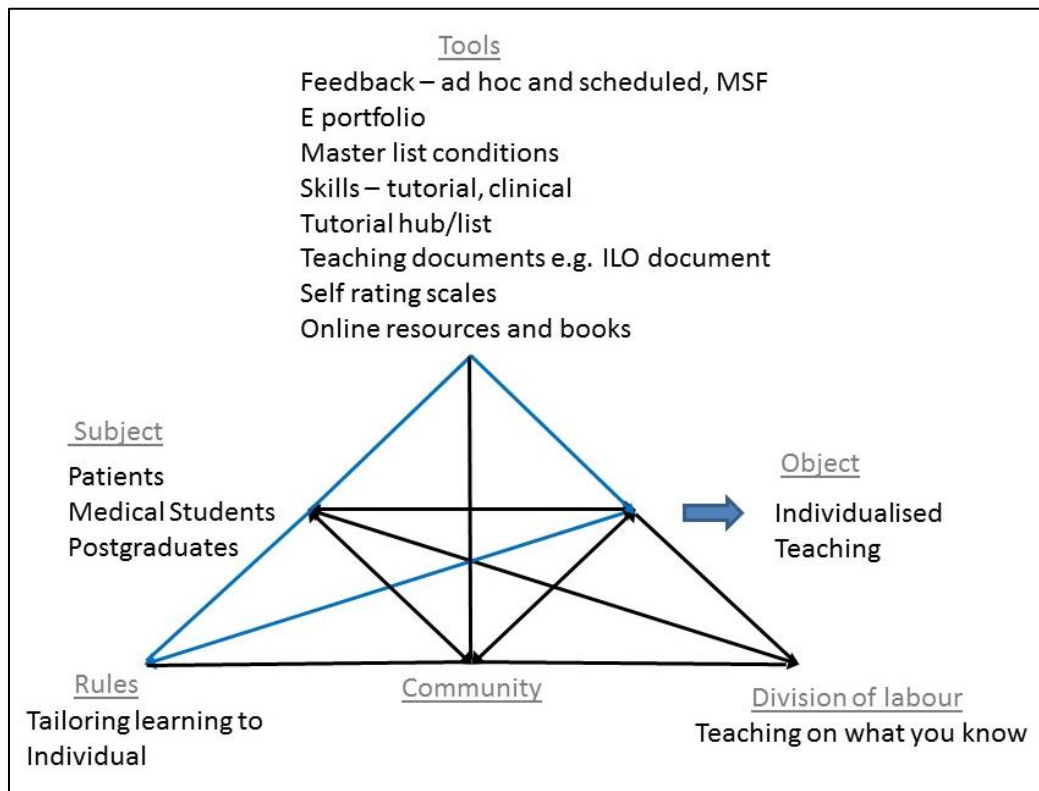 Tools
Feedback – ad hoc and scheduled, MSF
E portfolio
Master list conditions
Skills – tutorial, clinical
Tutorial hub/list
Teaching documents e.g. ILO document
Self rating scales
Online resources and books
Subject
Patients
Medical Students
Postgraduates
Object
Individualised
Teaching
Rules
Tailoring learning to
Individual
Community
Division of labour
Teaching on what you know